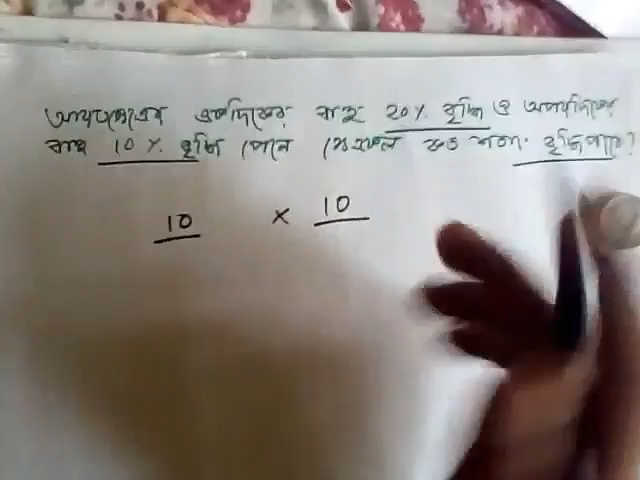 আয়তক্ষেত্রের একদিকের বাহু 20% বৃদ্ধি ও অপরদিকের
বাহু 10% বৃদ্ধি পেলে ক্ষেত্রফল কত শতাংশ বৃদ্ধি পাবে?
10 × 10